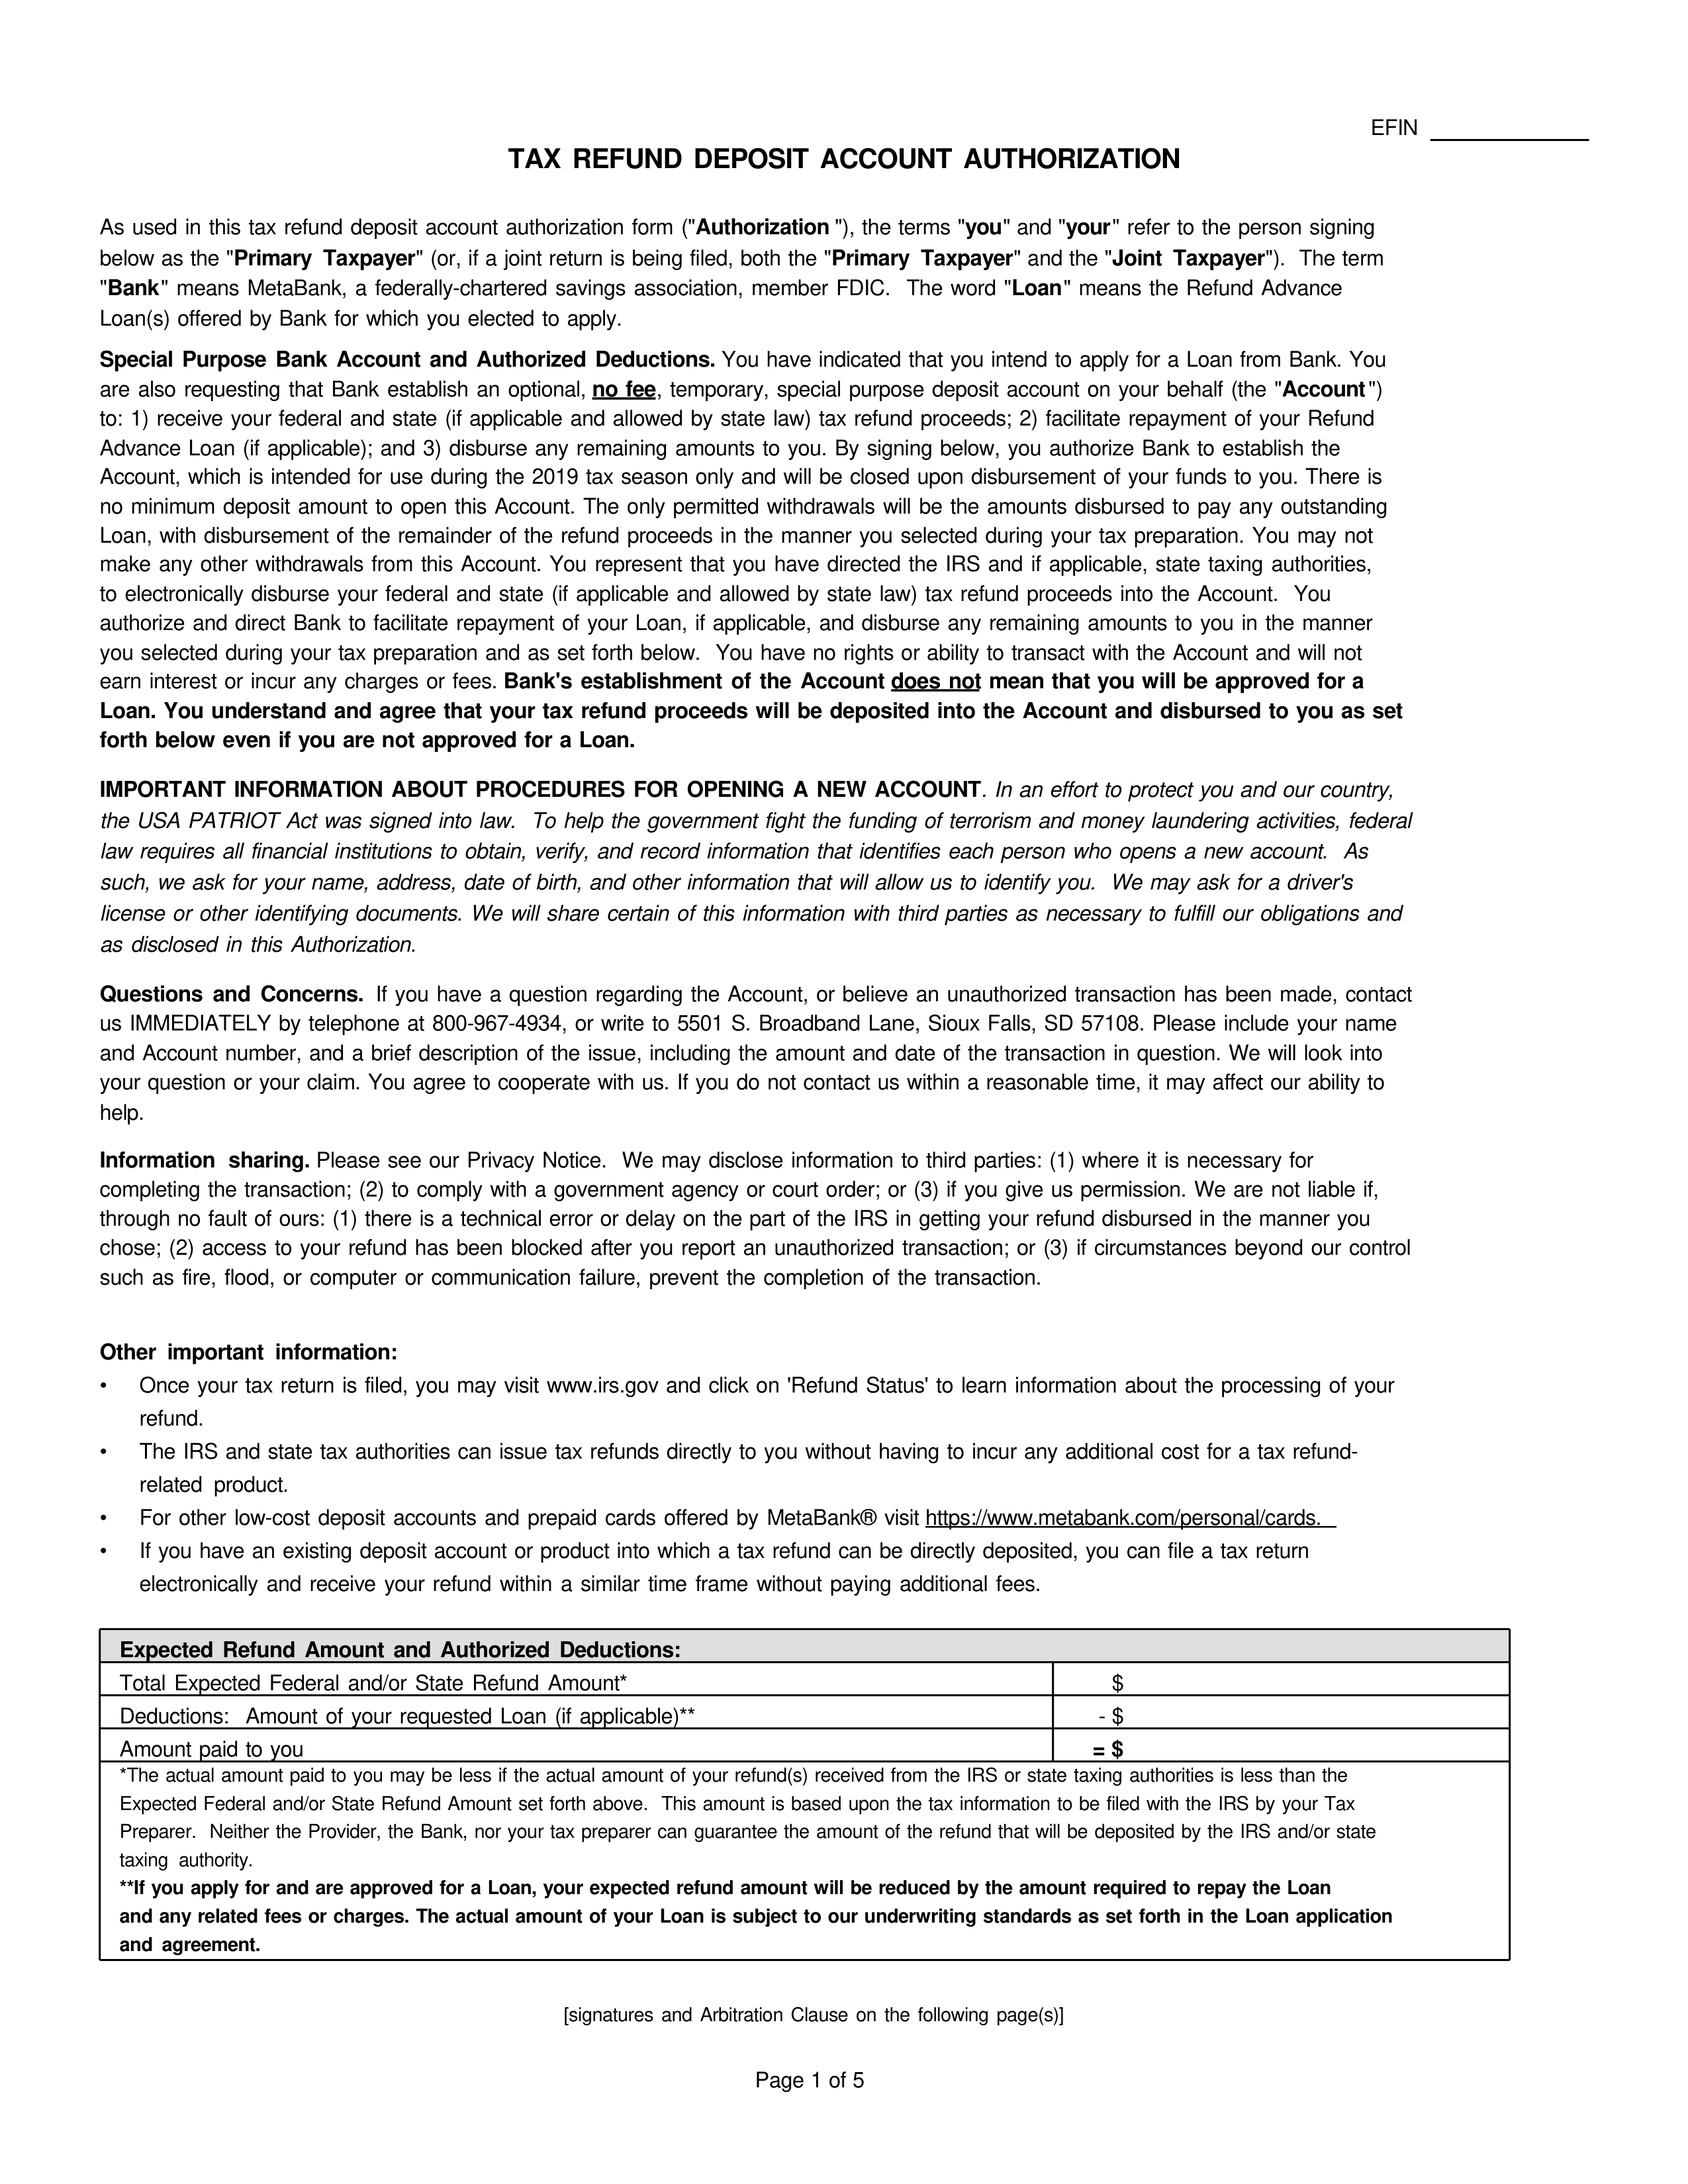 EFIN
TAX REFUND DEPOSIT ACCOUNT AUTHORIZATION
As used in this tax refund deposit account authorization form ("Authorization "), the terms "you" and "your" refer to the person signing
below as the "Primary Taxpayer" (or, if a joint return is being filed, both the "Primary Taxpayer" and the "Joint Taxpayer"). The term
"Bank" means MetaBank, a federally-chartered savings association, member FDIC. The word "Loan" means the Refund Advance
Loan(s) offered by Bank for which you elected to apply.
Special Purpose Bank Account and Authorized Deductions. You have indicated that you intend to apply for a Loan from Bank. You
are also requesting that Bank establish an optional, no fee, temporary, special purpose deposit account on your behalf (the "Account")
to: 1) receive your federal and state (if applicable and allowed by state law) tax refund proceeds; 2) facilitate repayment of your Refund
Advance Loan (if applicable); and 3) disburse any remaining amounts to you. By signing below, you authorize Bank to establish the
Account, which is intended for use during the 2019 tax season only and will be closed upon disbursement of your funds to you. There is
no minimum deposit amount to open this Account. The only permitted withdrawals will be the amounts disbursed to pay any outstanding
Loan, with disbursement of the remainder of the refund proceeds in the manner you selected during your tax preparation. You may not
make any other withdrawals from this Account. You represent that you have directed the IRS and if applicable, state taxing authorities,
to electronically disburse your federal and state (if applicable and allowed by state law) tax refund proceeds into the Account. You
authorize and direct Bank to facilitate repayment of your Loan, if applicable, and disburse any remaining amounts to you in the manner
you selected during your tax preparation and as set forth below. You have no rights or ability to transact with the Account and will not
earn interest or incur any charges or fees. Bank's establishment of the Account does not mean that you will be approved for a
Loan. You understand and agree that your tax refund proceeds will be deposited into the Account and disbursed to you as set
forth below even if you are not approved for a Loan.
IMPORTANT INFORMATION ABOUT PROCEDURES FOR OPENING A NEW ACCOUNT. In an effort to protect you and our country,
the USA PATRIOT Act was signed into law. To help the government fight the funding of terrorism and money laundering activities, federal
law requires all financial institutions to obtain, verify, and record information that identifies each person who opens a new account. As
such, we ask for your name, address, date of birth, and other information that will allow us to identify you. We may ask for a driver's
license or other identifying documents. We will share certain of this information with third parties as necessary to fulfill our obligations and
as disclosed in this Authorization.
Questions and Concerns. If you have a question regarding the Account, or believe an unauthorized transaction has been made, contact
us IMMEDIATELY by telephone at 800-967-4934, or write to 5501 S. Broadband Lane, Sioux Falls, SD 57108. Please include your name
and Account number, and a brief description of the issue, including the amount and date of the transaction in question. We will look into
your question or your claim. You agree to cooperate with us. If you do not contact us within a reasonable time, it may affect our ability to
help.
Information sharing. Please see our Privacy Notice. We may disclose information to third parties: (1) where it is necessary for
completing the transaction; (2) to comply with a government agency or court order; or (3) if you give us permission. We are not liable if,
through no fault of ours: (1) there is a technical error or delay on the part of the IRS in getting your refund disbursed in the manner you
chose; (2) access to your refund has been blocked after you report an unauthorized transaction; or (3) if circumstances beyond our control
such as fire, flood, or computer or communication failure, prevent the completion of the transaction.
Other important information:
• Once your tax return is filed, you may visit www.irs.gov and click on 'Refund Status' to learn information about the processing of your
refund.
• The IRS and state tax authorities can issue tax refunds directly to you without having to incur any additional cost for a tax refund-
related product.
• For other low-cost deposit accounts and prepaid cards offered by MetaBank® visit https://www.metabank.com/personal/cards.
• If you have an existing deposit account or product into which a tax refund can be directly deposited, you can file a tax return
electronically and receive your refund within a similar time frame without paying additional fees.
Expected Refund Amount and Authorized Deductions:
Total Expected Federal and/or State Refund Amount* $
Deductions: Amount of your requested Loan (if applicable)** - $
Amount paid to you = $
*The actual amount paid to you may be less if the actual amount of your refund(s) received from the IRS or state taxing authorities is less than the
Expected Federal and/or State Refund Amount set forth above. This amount is based upon the tax information to be filed with the IRS by your Tax
Preparer. Neither the Provider, the Bank, nor your tax preparer can guarantee the amount of the refund that will be deposited by the IRS and/or state
taxing authority.
**If you apply for and are approved for a Loan, your expected refund amount will be reduced by the amount required to repay the Loan
and any related fees or charges. The actual amount of your Loan is subject to our underwriting standards as set forth in the Loan application
and agreement.
[signatures and Arbitration Clause on the following page(s)]
Page 1 of 5